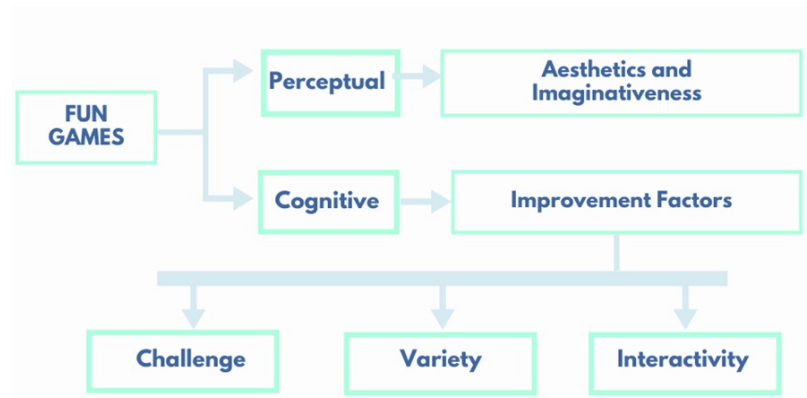 FUN
GAMES
Perceptual
Aesthetics and
Imaginativeness
Cognitive
Improvement Factors
Challenge
Variety
Interactivity